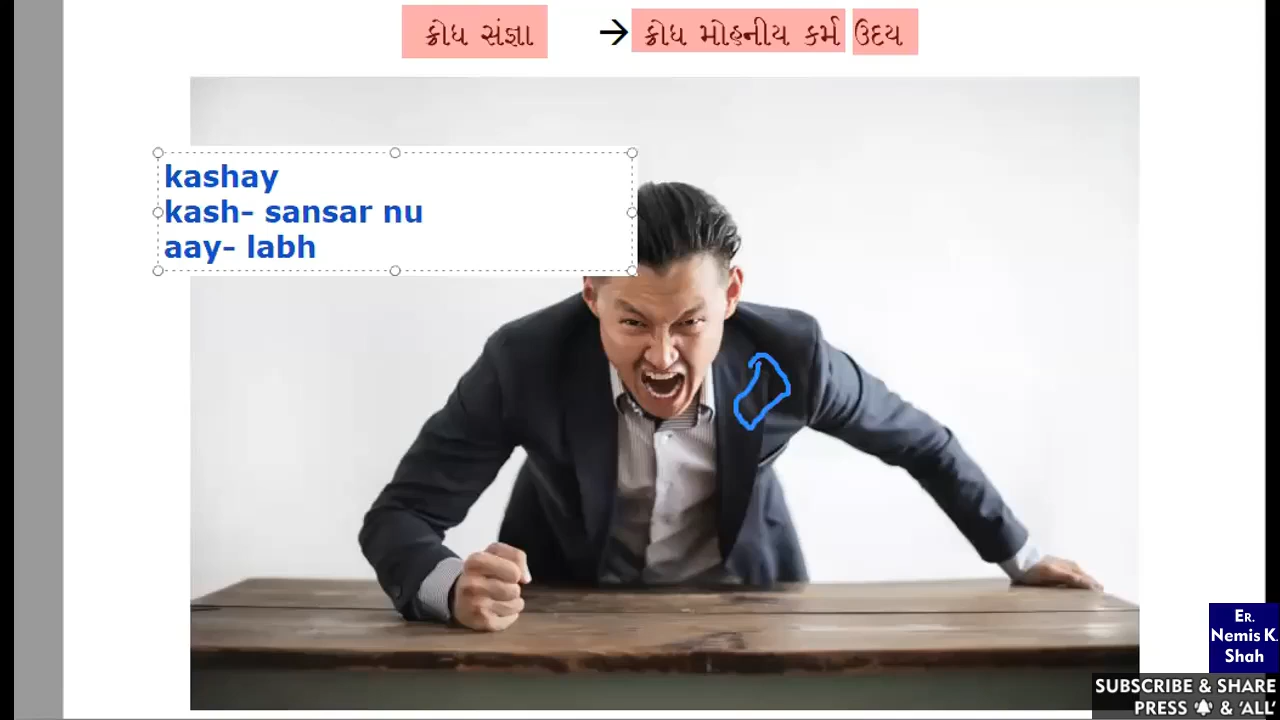 ક્રોધ સંજ્ઞા → ક્રોધ મોહનીય કર્મ ઉદય
kashay
kash- sansar nu
aay- labh
Er.
Nemis K.
Shah
SUBSCRIBE & SHARE
PRESS 🔔 & 'ALL'